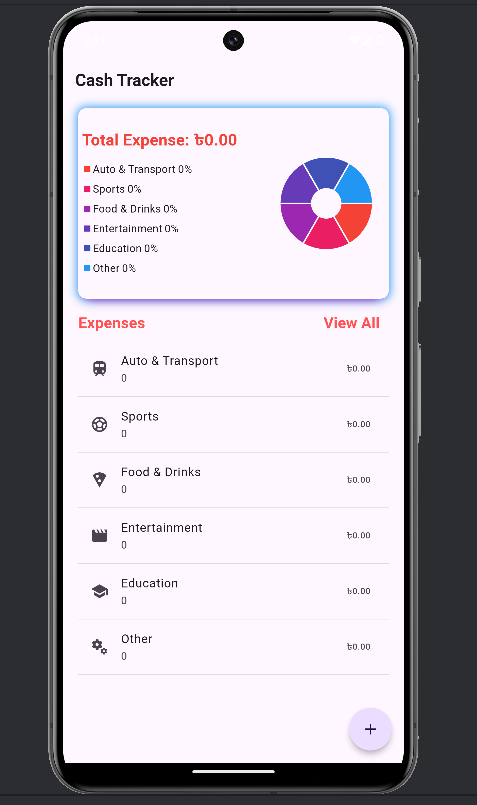 Cash Tracker
Total Expense: ৳0.00
Auto & Transport 0%
Sports 0%
Food & Drinks 0%
Entertainment 0%
Education 0%
Other 0%
Expenses View All
Auto & Transport
0
৳0.00
Sports
0
৳0.00
Food & Drinks
0
৳0.00
Entertainment
0
৳0.00
Education
0
৳0.00
Other
0
৳0.00
+